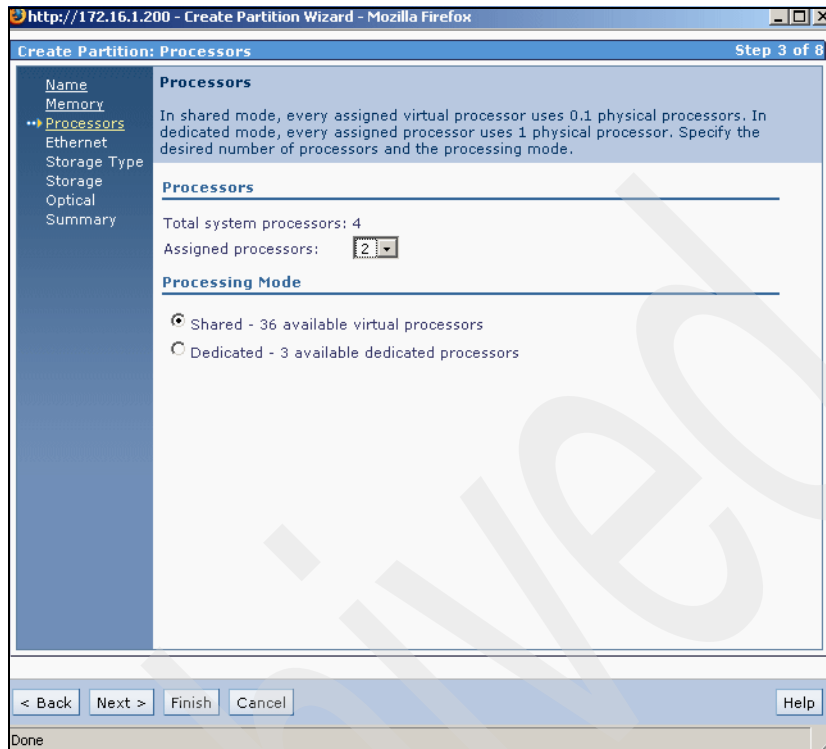 http://172.16.1.200 - Create Partition Wizard - Mozilla Firefox
Create Partition: Processors
Step 3 of 8
Name
Memory
Processors
Ethernet
Storage Type
Storage
Optical
Summary
Processors
In shared mode, every assigned virtual processor uses 0.1 physical processors. In
dedicated mode, every assigned processor uses 1 physical processor. Specify the
desired number of processors and the processing mode.
Processors
Total system processors: 4
Assigned processors: 2
Processing Mode
Shared - 36 available virtual processors
Dedicated - 3 available dedicated processors
< Back
Next >
Finish
Cancel
Help
Done
hived